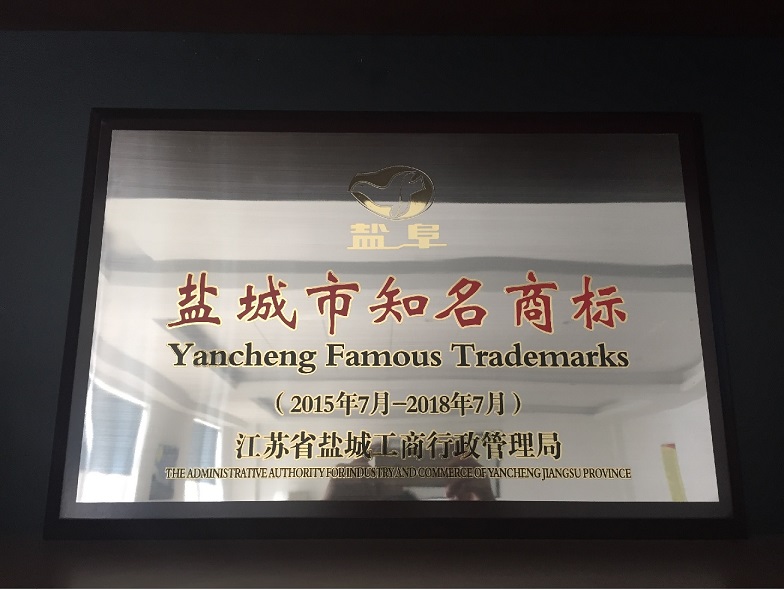 盐阜
盐城市知名商标
Yancheng Famous Trademarks
（2015年7月-2018年7月）
江苏省盐城工商行政管理局
THE ADMINISTRATIVE AUTHORITY FOR INDUSTRY AND COMMERCE OF YANCHENG JIANGSU PROVINCE